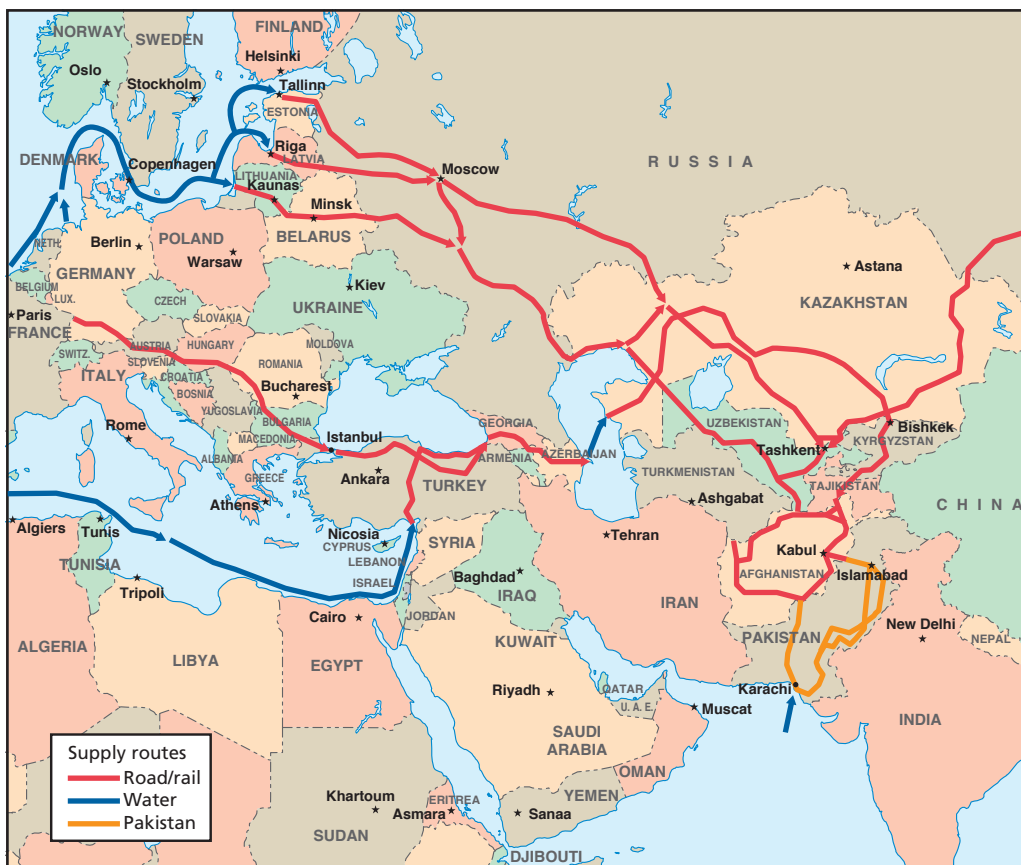 NORWAY
SWEDEN
FINLAND
Helsinki
Oslo
Stockholm
Tallinn
ESTONIA
RUSSIA
DENMARK
Copenhagen
Riga
LATVIA
Moscow
LITHUANIA
Kaunas
Minsk
BELARUS
NETH.
Berlin
POLAND
Warsaw
GERMANY
BELGIUM
LUX.
Kiev
UKRAINE
CZECH
SLOVAKIA
Astana
KAZAKHSTAN
Paris
FRANCE
AUSTRIA
HUNGARY
MOLDOVA
SWITZ.
SLOVENIA
ROMANIA
ITALY
CROATIA
BOSNIA
Bucharest
YUGOSLAVIA
BULGARIA
Rome
MACEDONIA
Istanbul
GEORGIA
UZBEKISTAN
Bishkek
KYRGYZSTAN
Tashkent
ALBANIA
ARMENIA
AZERBAIJAN
GREECE
Ankara
TURKEY
TURKMENISTAN
TAJIKISTAN
Athens
Ashgabat
CHINA
Algiers
Tunis
Nicosia
CYPRUS
SYRIA
Tehran
Kabul
TUNISIA
LEBANON
Islamabad
Tripoli
ISRAEL
Baghdad
IRAQ
AFGHANISTAN
Cairo
JORDAN
IRAN
New Delhi
ALGERIA
LIBYA
EGYPT
KUWAIT
PAKISTAN
NEPAL
Riyadh
QATAR
Karachi
U. A. E.
Muscat
INDIA
SAUDI
ARABIA
OMAN
Supply routes
Road/rail
Water
Pakistan
Khartoum
Asmara
ERITREA
YEMEN
Sanaa
SUDAN
DJIBOUTI